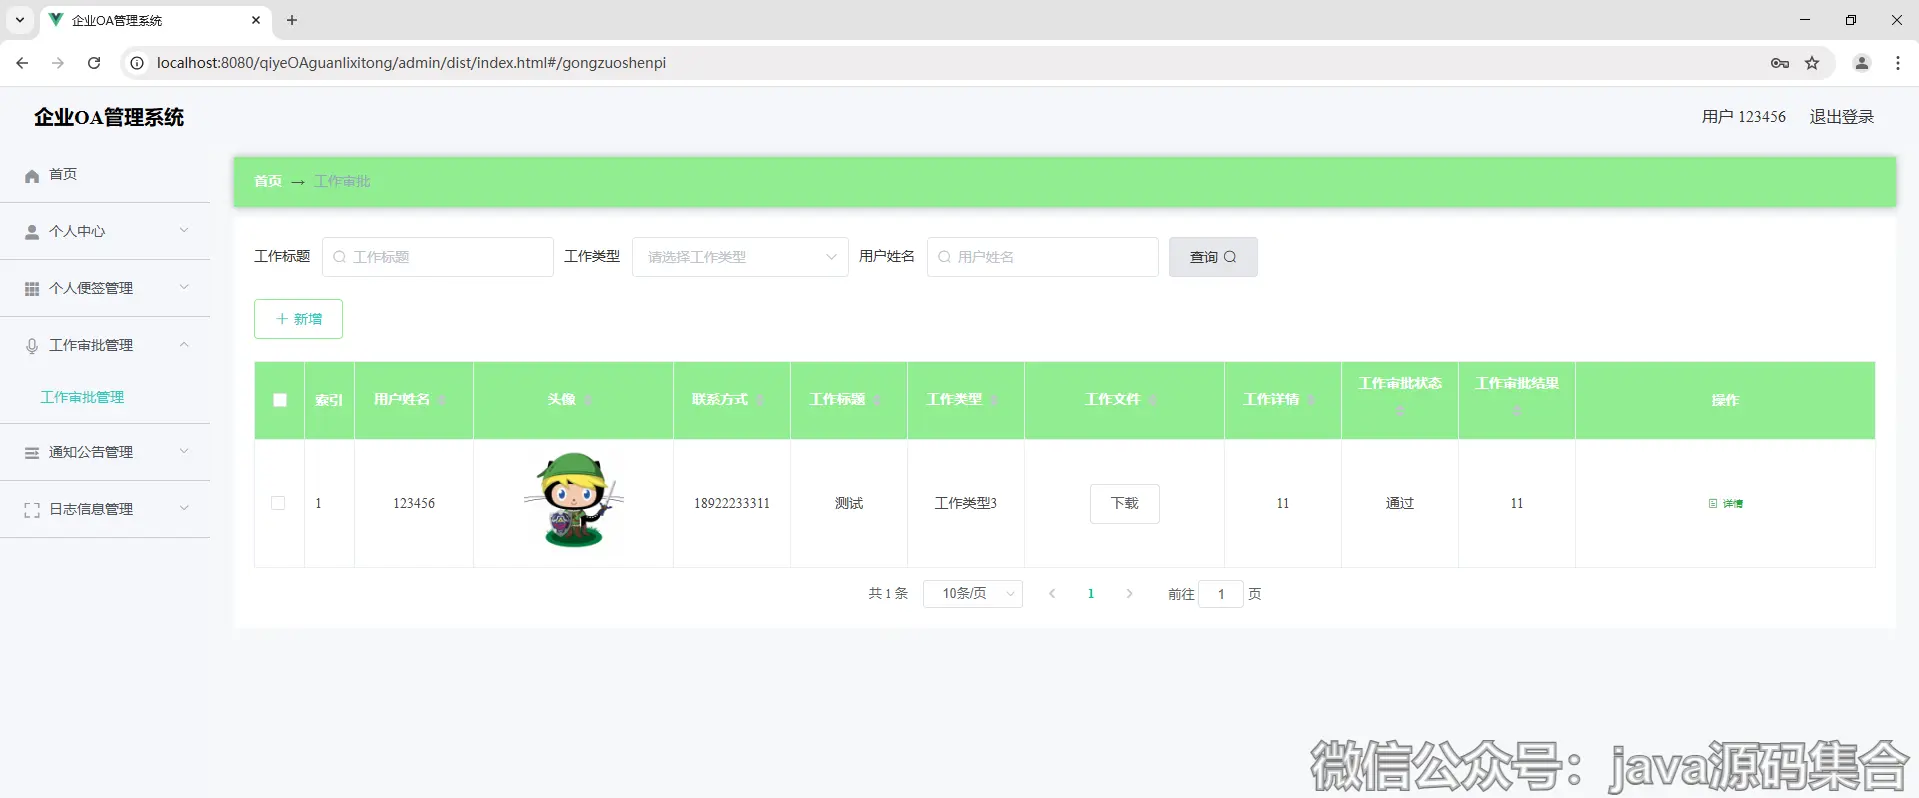 企业OA管理系统
localhost:8080/qiyeOAguanlixitong/admin/dist/index.html#/gongzuoshenpi
企业OA管理系统
用户 123456 退出登录
首页
个人中心
个人便签管理
工作审批管理
工作审批管理
通知公告管理
日志信息管理
首页 → 工作审批
工作标题 工作标题 工作类型 请选择工作类型 用户姓名 用户姓名 查询
+ 新增
索引 用户姓名 头像 联系方式 工作标题 工作类型 工作文件 工作详情 工作审批状态 工作审批结果 操作
1 123456 18922233311 测试 工作类型3 下载 11 通过 11 详情
共 1 条 10条/页 1 前往 1 页
微信公众号：java源码集合